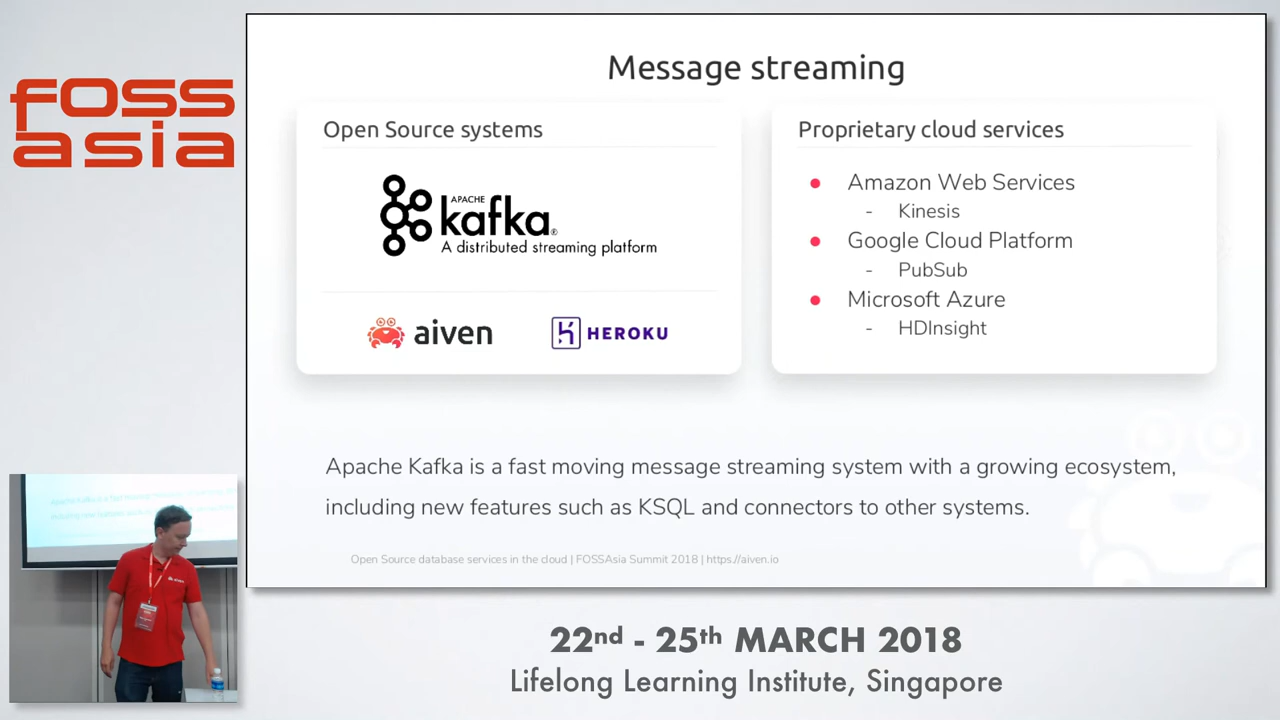 foss
asia
Message streaming
Open Source systems
APACHE
kafka®
A distributed streaming platform
aiven
HEROKU
Proprietary cloud services
● Amazon Web Services
- Kinesis
● Google Cloud Platform
- PubSub
● Microsoft Azure
- HDInsight
Apache Kafka is a fast moving message streaming system with a growing ecosystem,
including new features such as KSQL and connectors to other systems.
Open Source database services in the cloud | FOSSAsia Summit 2018 | https://aiven.io
aiven
22nd - 25th MARCH 2018
Lifelong Learning Institute, Singapore